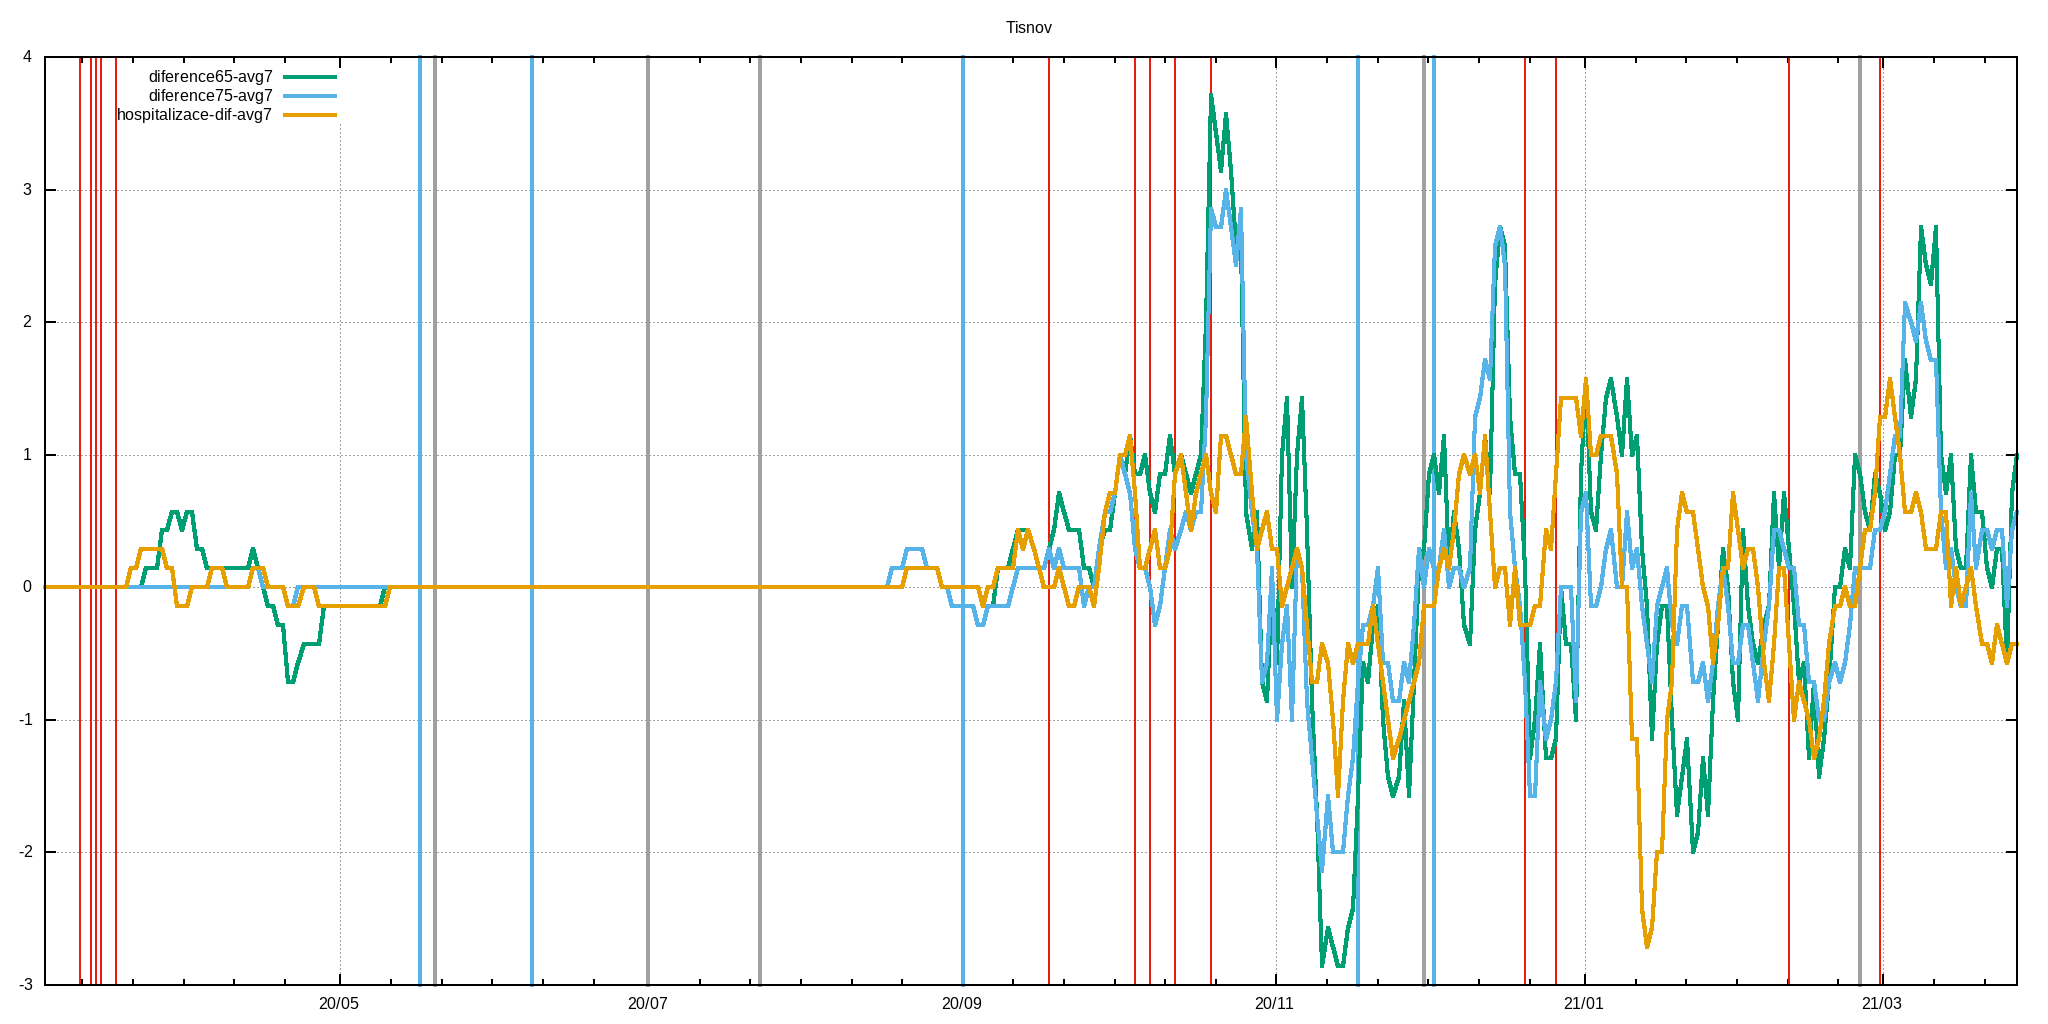 Tisnov
4
diference65-avg7
diference75-avg7
hospitalizace-dif-avg7
3
2
1
0
-1
-2
-3
20/05 20/07 20/09 20/11 21/01 21/03